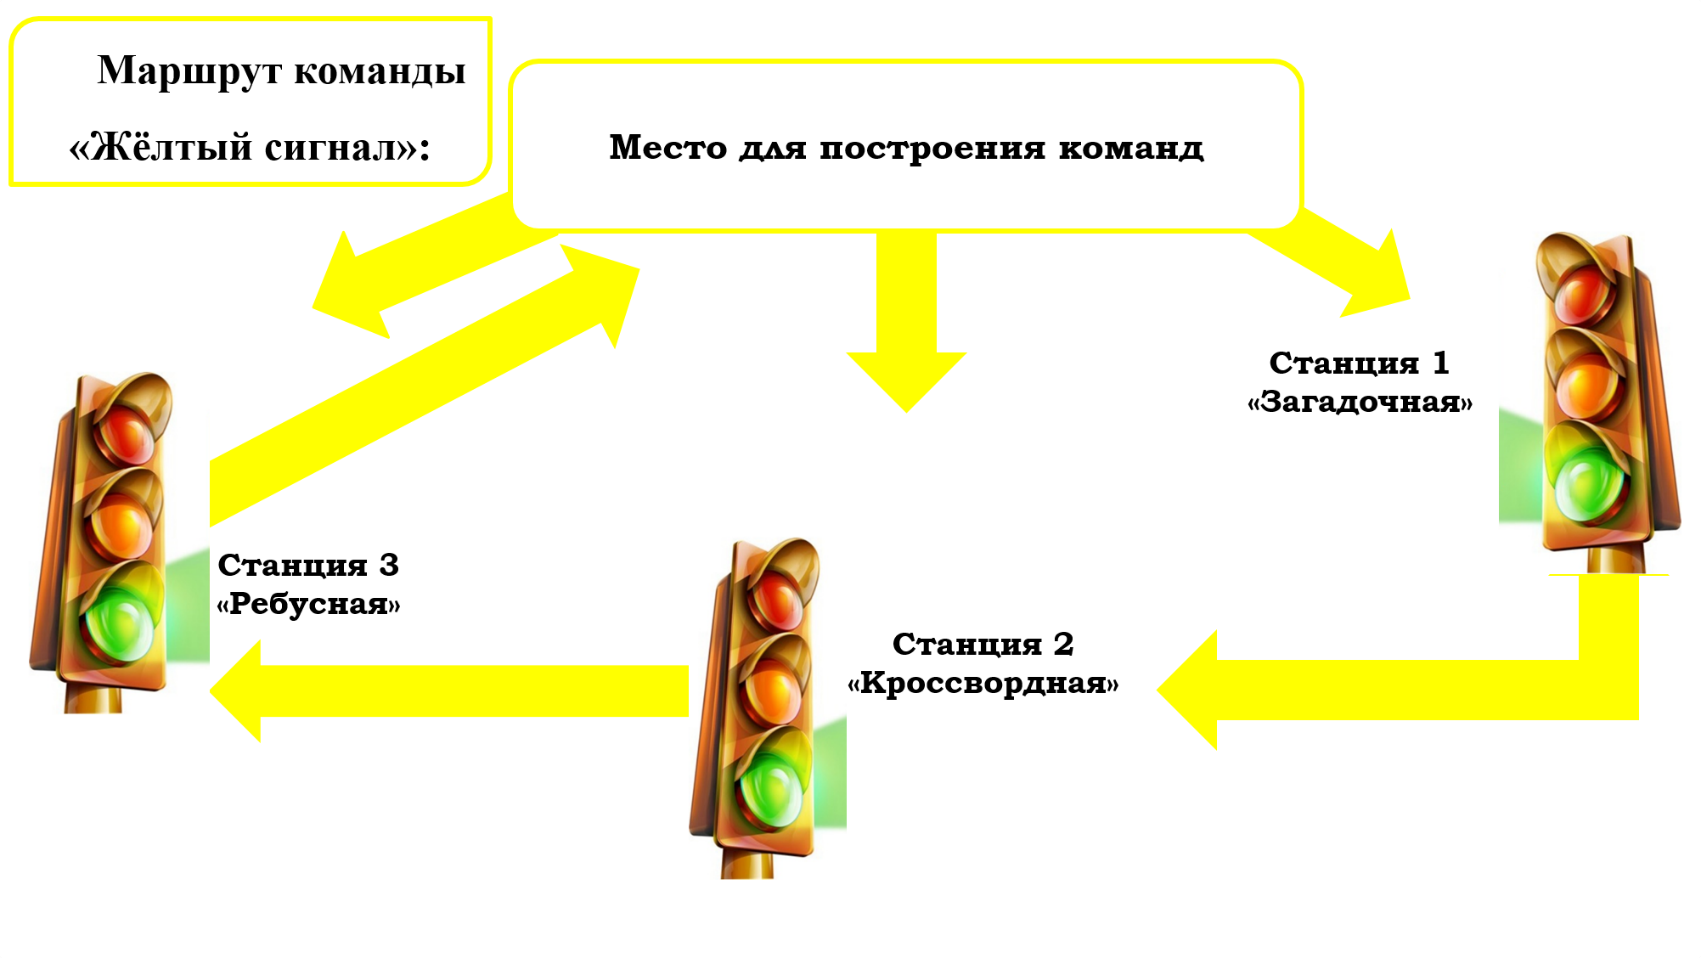 Маршрут команды
«Жёлтый сигнал»:
Место для построения команд
Станция 1
«Загадочная»
Станция 3
«Ребусная»
Станция 2
«Кроссвордная»